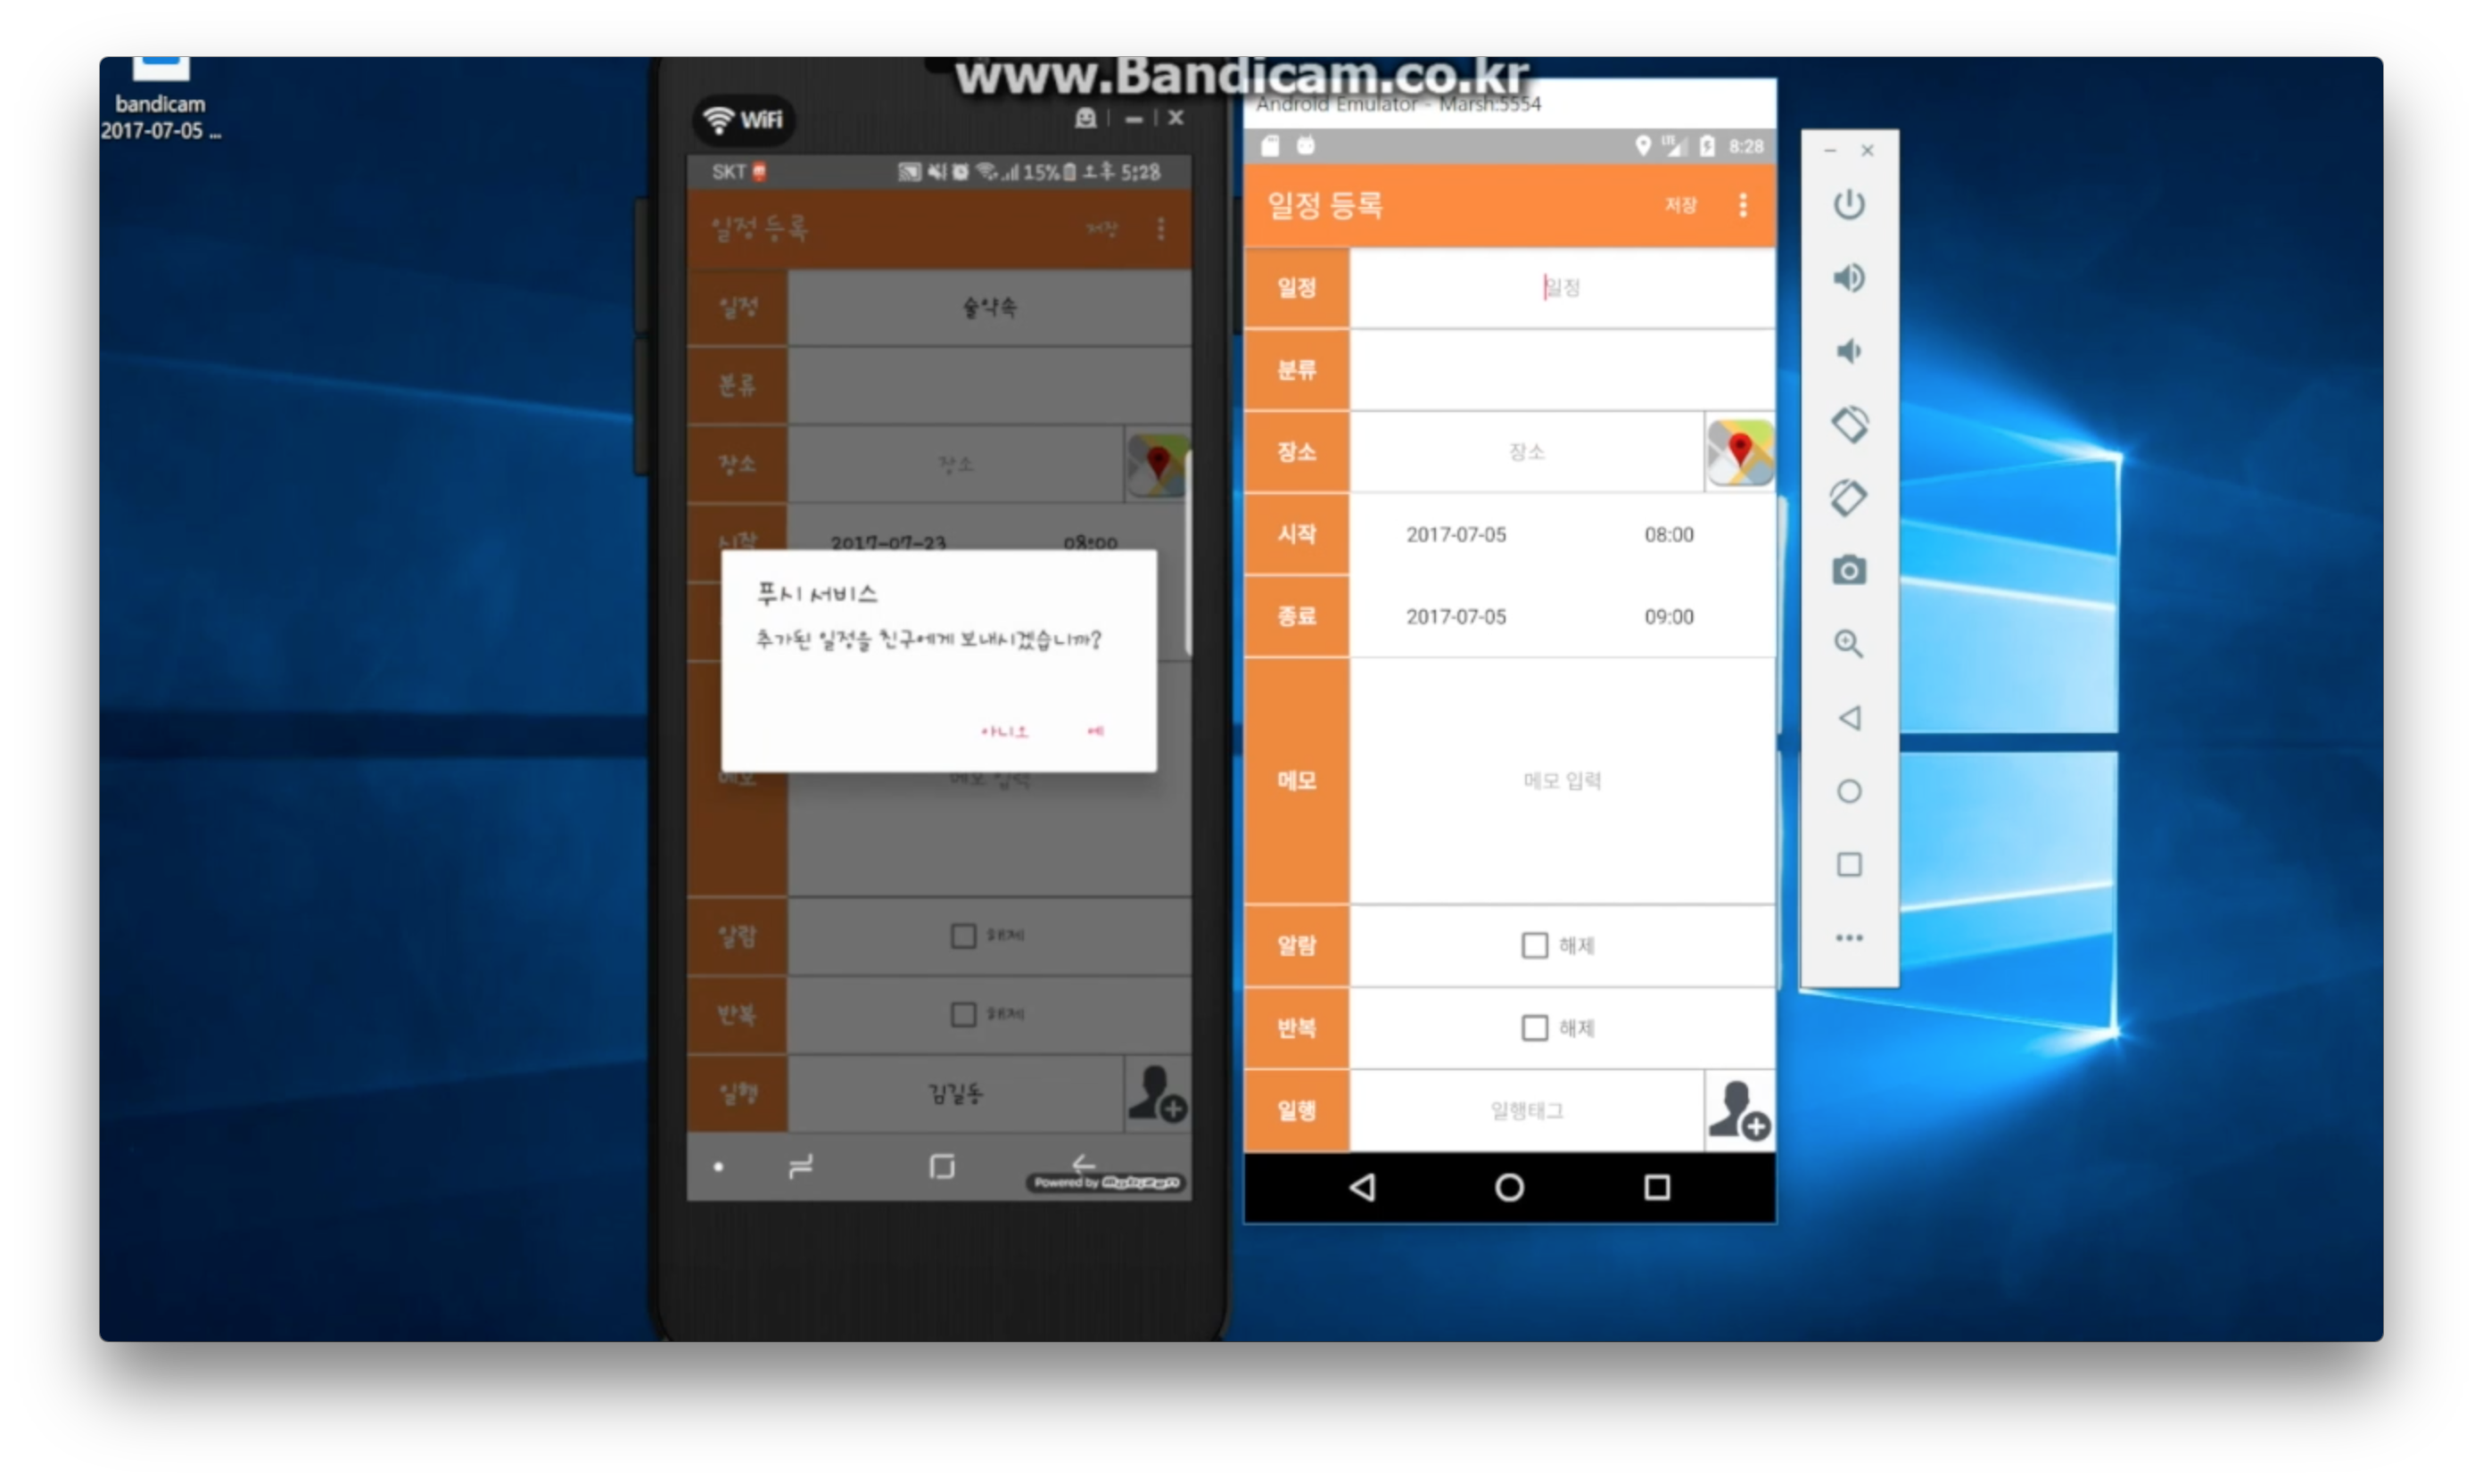 www.Bandicam.co.kr
bandicam
2017-07-05 ...
WiFi
SKT
15% 오후 5:28
일정 등록
저장
일정
술약속
분류
장소
장소
시작
2017-07-23
08:00
푸시 서비스
추가된 일정을 친구에게 보내시겠습니까?
아니오
예
메모
메모 입력
알람
해제
반복
해제
일행
김길동
Powered by
Android Emulator - Marsh:5554
LTE
8:28
일정 등록
저장
일정
일정
분류
장소
장소
시작
2017-07-05
08:00
종료
2017-07-05
09:00
메모
메모 입력
알람
해제
반복
해제
일행
일행태그